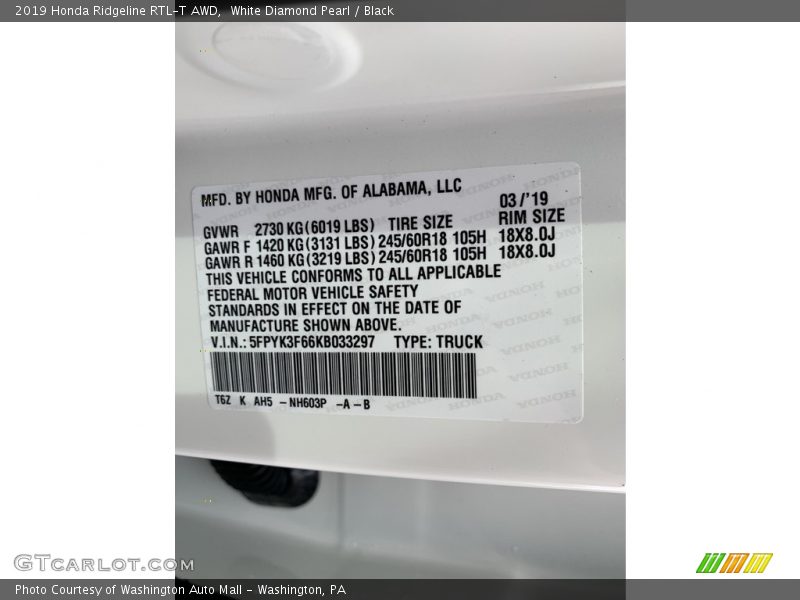 2019 Honda Ridgeline RTL-T AWD,  White Diamond Pearl / Black
MFD. BY HONDA MFG. OF ALABAMA, LLC
03/'19
GVWR 2730 KG(6019 LBS) TIRE SIZE RIM SIZE
GAWR F 1420 KG(3131 LBS) 245/60R18 105H 18X8.0J
GAWR R 1460 KG(3219 LBS) 245/60R18 105H 18X8.0J
THIS VEHICLE CONFORMS TO ALL APPLICABLE
FEDERAL MOTOR VEHICLE SAFETY
STANDARDS IN EFFECT ON THE DATE OF
MANUFACTURE SHOWN ABOVE.
V.I.N.: 5FPYK3F66KB033297 TYPE: TRUCK
T6Z K AH5 -NH603P -A-B
GTCARLOT.COM
Photo Courtesy of Washington Auto Mall - Washington, PA